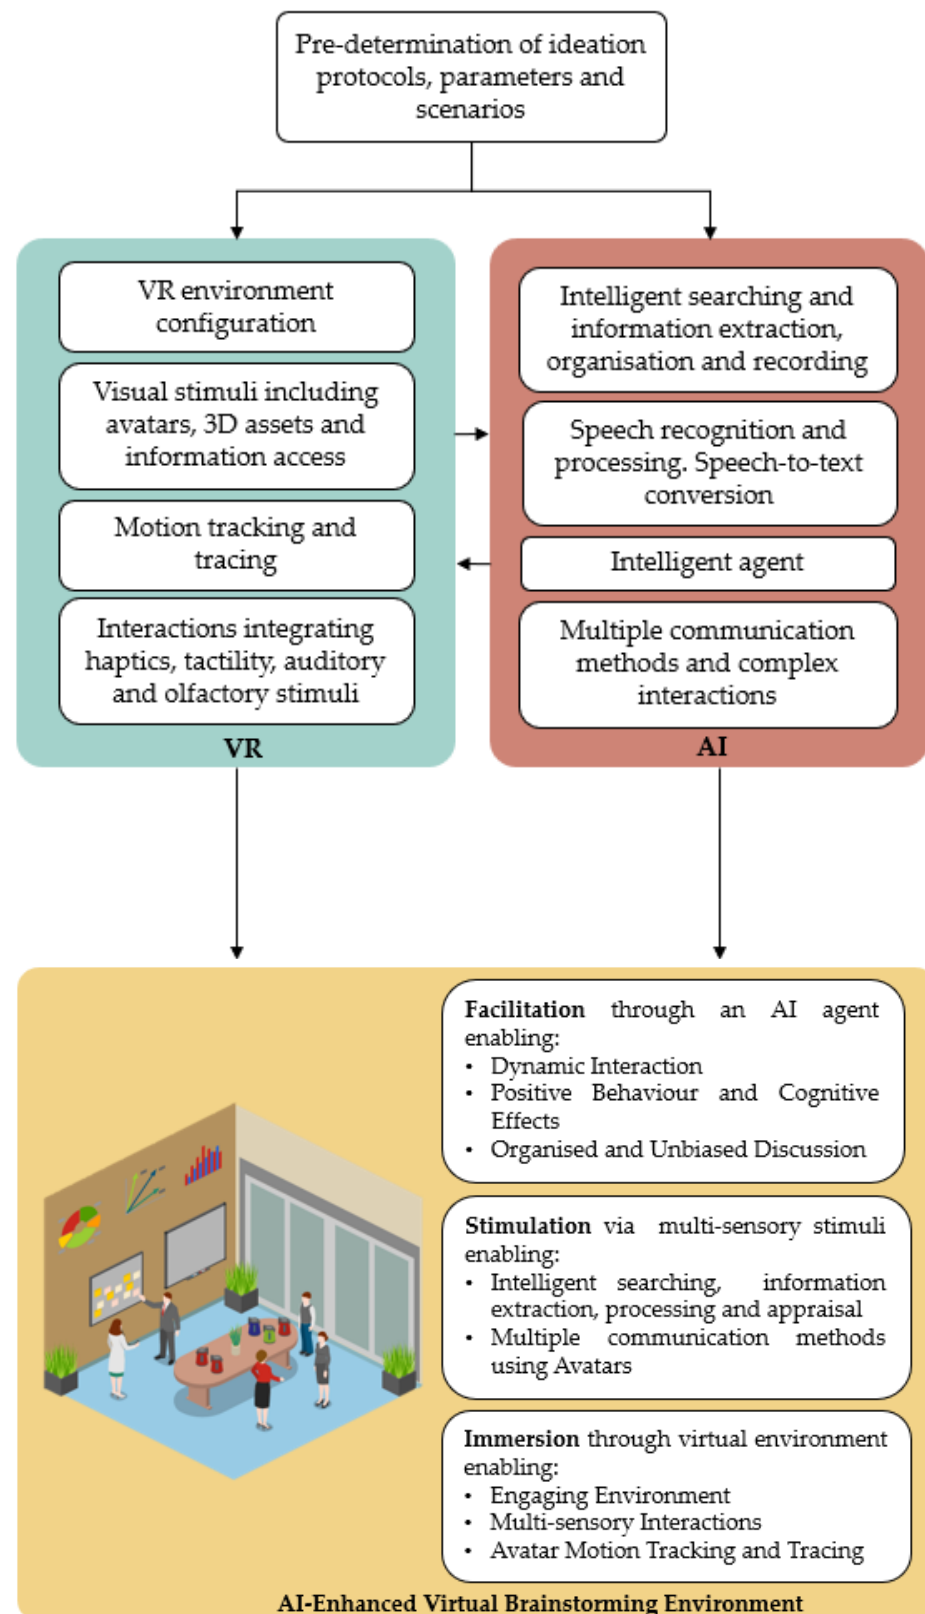 Pre-determination of ideation
protocols, parameters and
scenarios
VR environment
configuration
Visual stimuli including
avatars, 3D assets and
information access
Motion tracking and
tracing
Interactions integrating
haptics, tactility, auditory
and olfactory stimuli
VR
Intelligent searching and
information extraction,
organisation and recording
Speech recognition and
processing. Speech-to-text
conversion
Intelligent agent
Multiple communication
methods and complex
interactions
AI
Facilitation through an AI agent
enabling:
• Dynamic Interaction
• Positive Behaviour and Cognitive
Effects
• Organised and Unbiased Discussion
Stimulation via multi-sensory stimuli
enabling:
• Intelligent searching, information
extraction, processing and appraisal
• Multiple communication methods
using Avatars
Immersion through virtual environment
enabling:
• Engaging Environment
• Multi-sensory Interactions
• Avatar Motion Tracking and Tracing
AI-Enhanced Virtual Brainstorming Environment